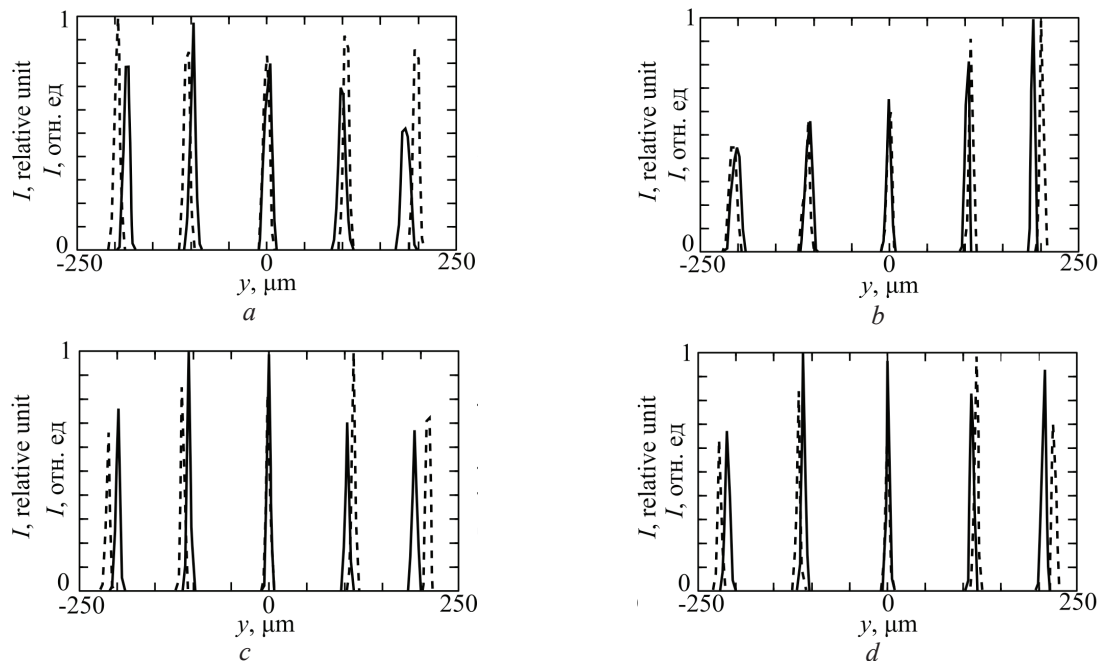 1
I, relative unit
I, отн. ед
0
-250
0
250
y, μm
a
1
I, relative unit
I, отн. ед
0
-250
0
250
y, μm
b
1
I, relative unit
I, отн. ед
0
-250
0
250
y, μm
c
1
I, relative unit
I, отн. ед
0
-250
0
250
y, μm
d